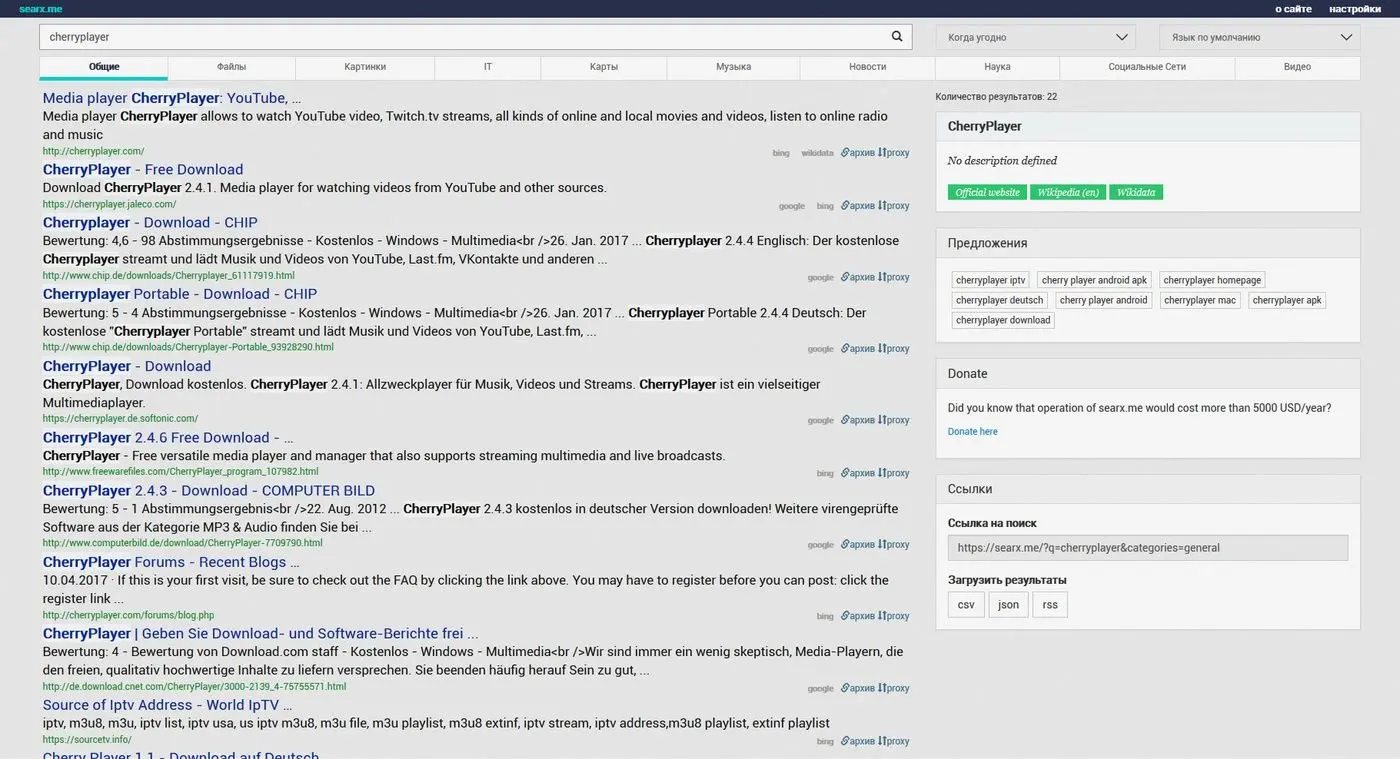 searx.me
о сайте настройки
cherryplayer
Когда угодно
Язык по умолчанию
Общие Файлы Картинки IT Карты Музыка Новости Наука Социальные Сети Видео
Media player CherryPlayer: YouTube, ...
Media player CherryPlayer allows to watch YouTube video, Twitch.tv streams, all kinds of online and local movies and videos, listen to online radio
and music
http://cherryplayer.com/
bing wikidata архив proxy
CherryPlayer - Free Download
Download CherryPlayer 2.4.1. Media player for watching videos from YouTube and other sources.
https://cherryplayer.jaleco.com/
google bing архив proxy
Cherryplayer - Download - CHIP
Bewertung: 4,6 - 98 Abstimmungsergebnisse - Kostenlos - Windows - Multimedia<br />26. Jan. 2017 ... Cherryplayer 2.4.4 Englisch: Der kostenlose
Cherryplayer streamt und lädt Musik und Videos von YouTube, Last.fm, VKontakte und anderen ...
http://www.chip.de/downloads/Cherryplayer_61117919.html
google архив proxy
Cherryplayer Portable - Download - CHIP
Bewertung: 5 - 4 Abstimmungsergebnisse - Kostenlos - Windows - Multimedia<br />26. Jan. 2017 ... Cherryplayer Portable 2.4.4 Deutsch: Der
kostenlose "Cherryplayer Portable" streamt und lädt Musik und Videos von YouTube, Last.fm, ...
http://www.chip.de/downloads/Cherryplayer-Portable_93928290.html
google архив proxy
CherryPlayer - Download
CherryPlayer, Download kostenlos. CherryPlayer 2.4.1: Allzweckplayer für Musik, Videos und Streams. CherryPlayer ist ein vielseitiger
Multimediaplayer.
https://cherryplayer.de.softonic.com/
google архив proxy
CherryPlayer 2.4.6 Free Download - ...
CherryPlayer - Free versatile media player and manager that also supports streaming multimedia and live broadcasts.
http://www.freewarefiles.com/CherryPlayer_program_107982.html
bing архив proxy
CherryPlayer 2.4.3 - Download - COMPUTER BILD
Bewertung: 5 - 1 Abstimmungsergebnis<br />22. Aug. 2012 ... CherryPlayer 2.4.3 kostenlos in deutscher Version downloaden! Weitere virengeprüfte
Software aus der Kategorie MP3 & Audio finden Sie bei ...
http://www.computerbild.de/download/CherryPlayer-7709790.html
google архив proxy
CherryPlayer Forums - Recent Blogs ...
10.04.2017 · If this is your first visit, be sure to check out the FAQ by clicking the link above. You may have to register before you can post: click the
register link ...
http://cherryplayer.com/forums/blog.php
bing архив proxy
CherryPlayer | Geben Sie Download- und Software-Berichte frei ...
Bewertung: 4 - Bewertung von Download.com staff - Kostenlos - Windows - Multimedia<br />Wir sind immer ein wenig skeptisch, Media-Playern, die
den freien, qualitativ hochwertige Inhalte zu liefern versprechen. Sie beenden häufig herauf Sein zu gut, ...
http://de.download.cnet.com/CherryPlayer/3000-2139_4-75755571.html
google архив proxy
Source of Iptv Address - World IpTV ...
iptv, m3u8, m3u, iptv list, iptv usa, us iptv m3u8, m3u file, m3u playlist, m3u8 extinf, iptv stream, iptv address,m3u8 playlist, extinf playlist
https://sourcetv.info/
bing архив proxy
Cherry Player 1.1 - Download auf Deutsch
Количество результатов: 22
CherryPlayer
No description defined
Official website Wikipedia (en) Wikidata
Предложения
cherryplayer iptv cherry player android apk cherryplayer homepage
cherryplayer deutsch cherry player android cherryplayer mac cherryplayer apk
cherryplayer download
Donate
Did you know that operation of searx.me would cost more than 5000 USD/year?
Donate here
Ссылки
Ссылка на поиск
https://searx.me/?q=cherryplayer&categories=general
Загрузить результаты
csv json rss